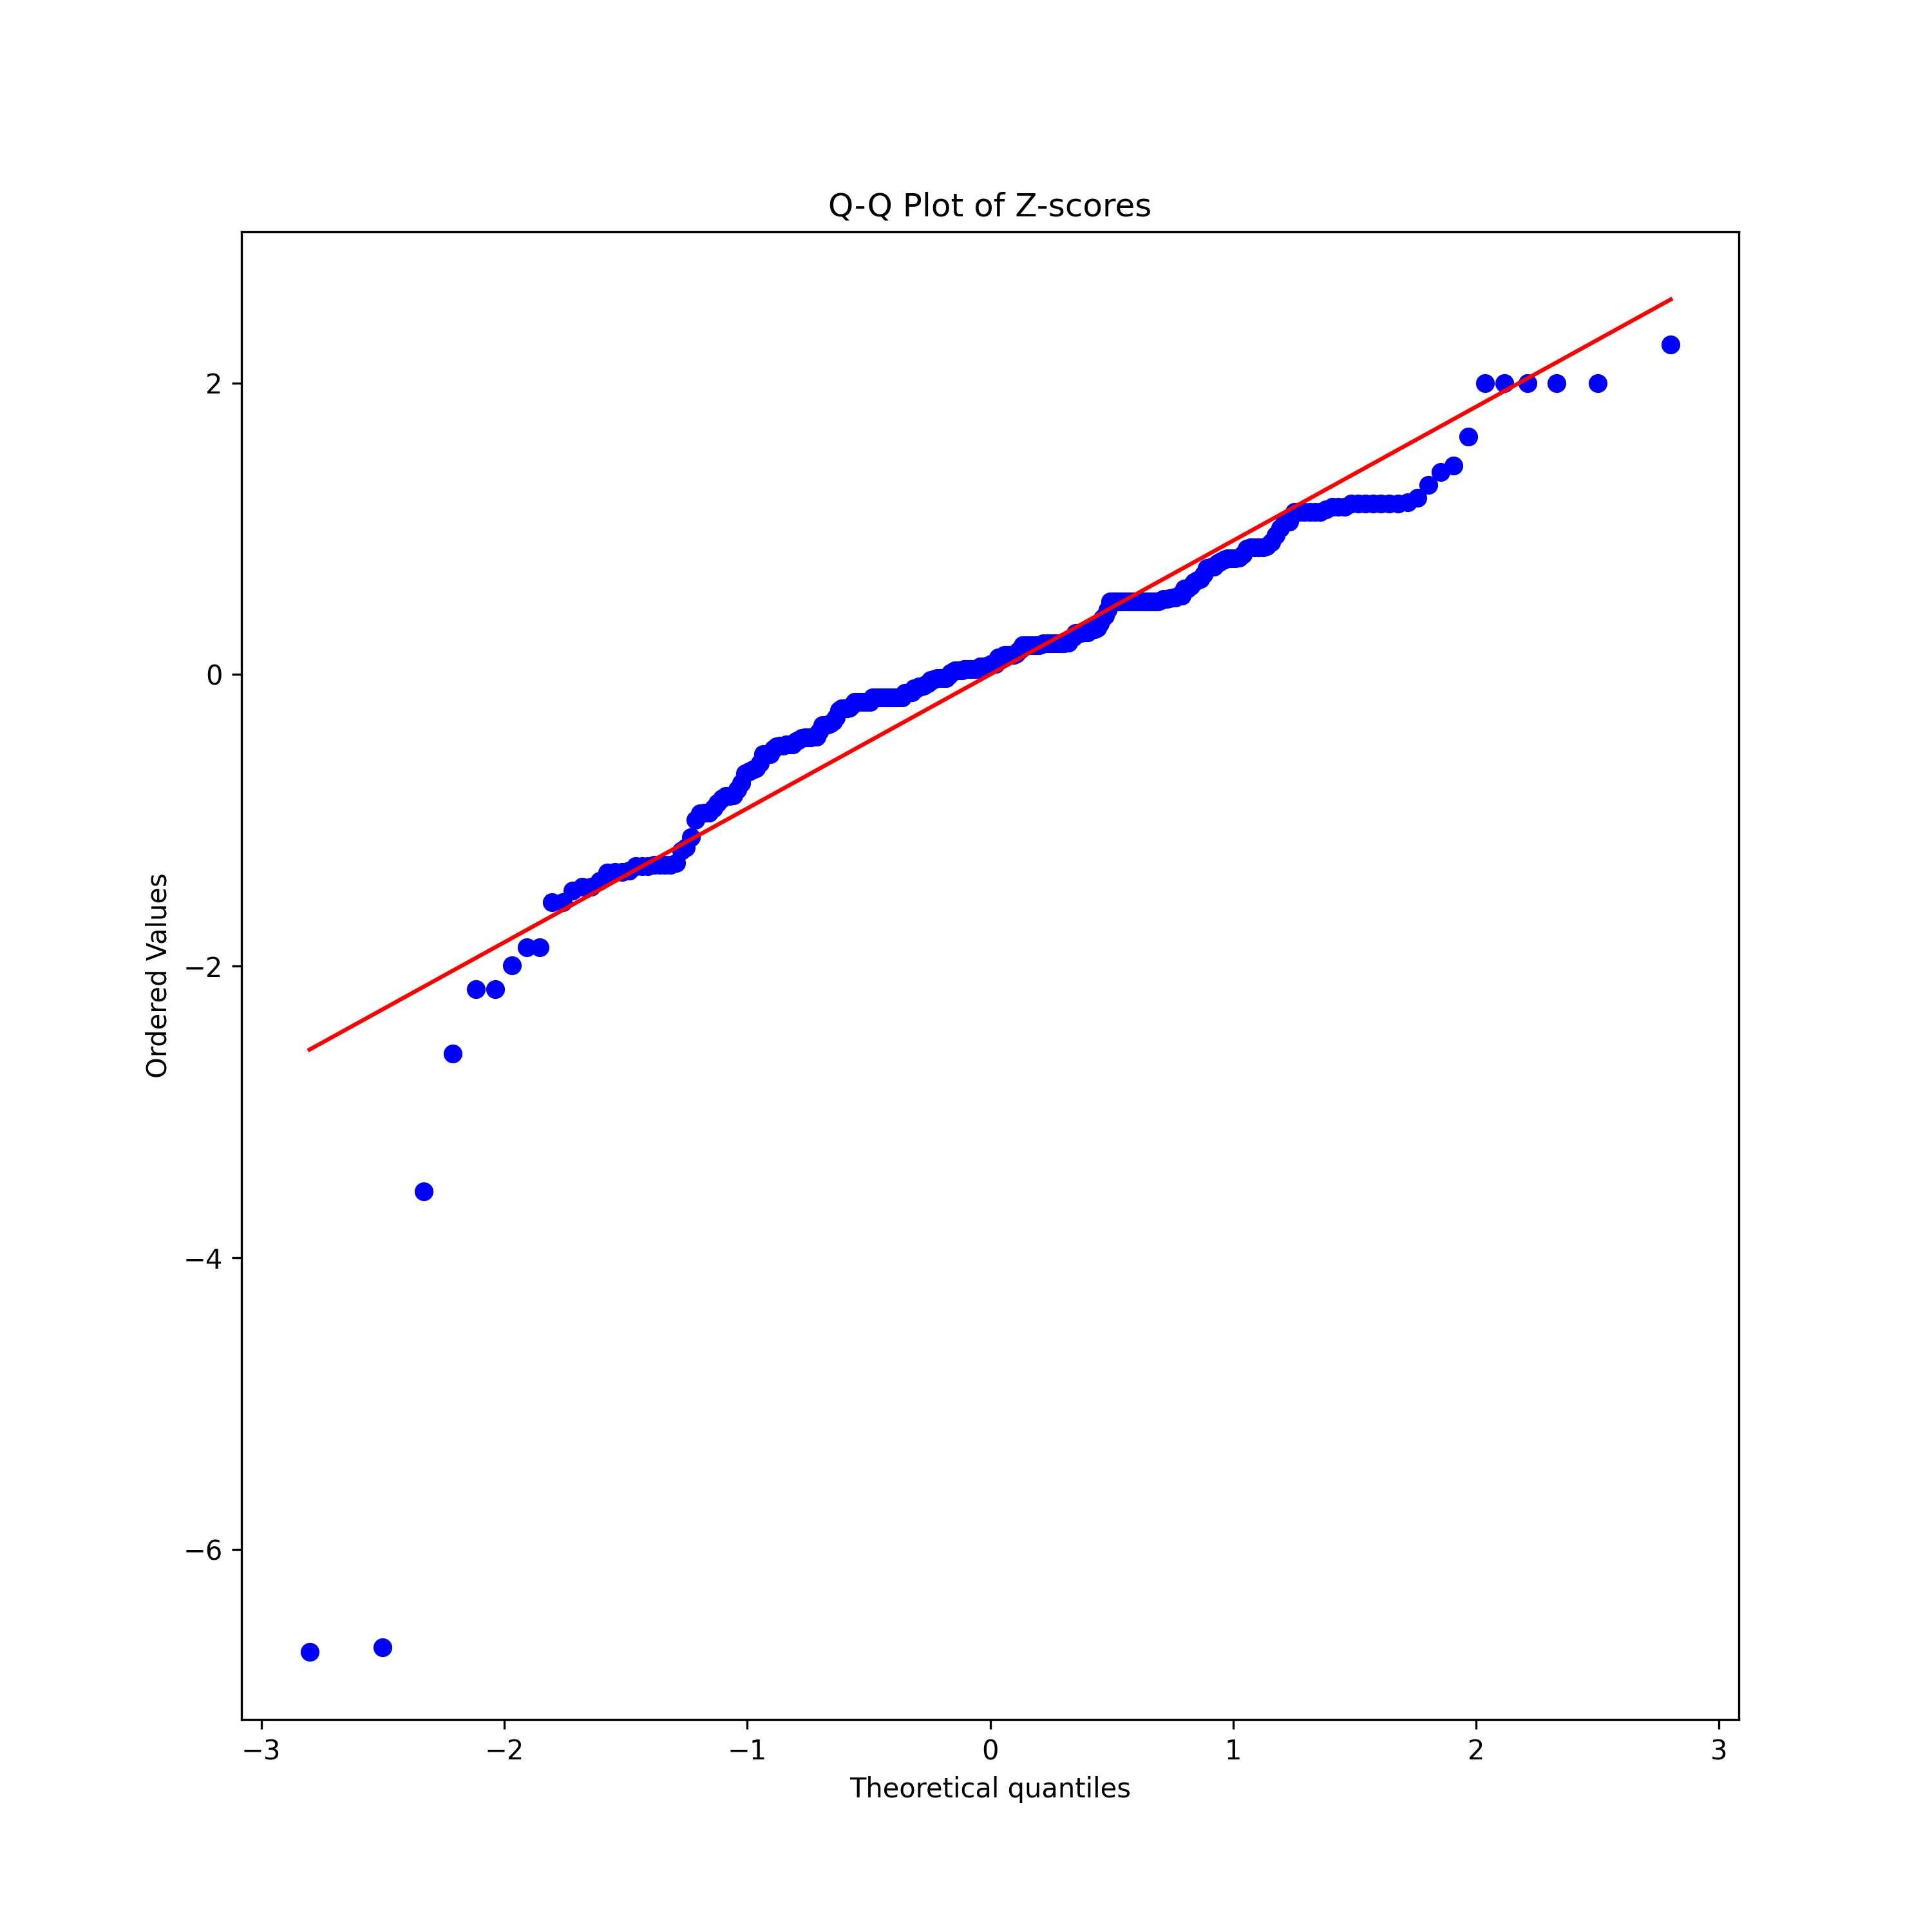 Q-Q Plot of Z-scores
Ordered Values
2
0
−2
−4
−6
−3 −2 −1 0 1 2 3
Theoretical quantiles